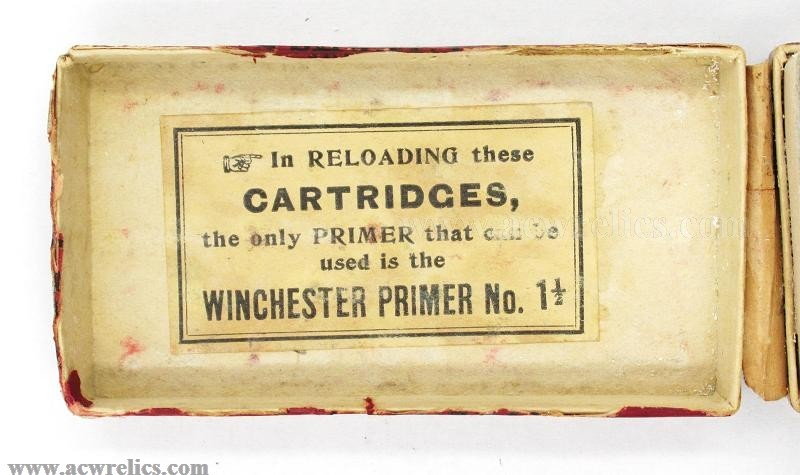 In RELOADING these
CARTRIDGES,
the only PRIMER that can be
used is the
WINCHESTER PRIMER No. 1½
www.acwrelics.com